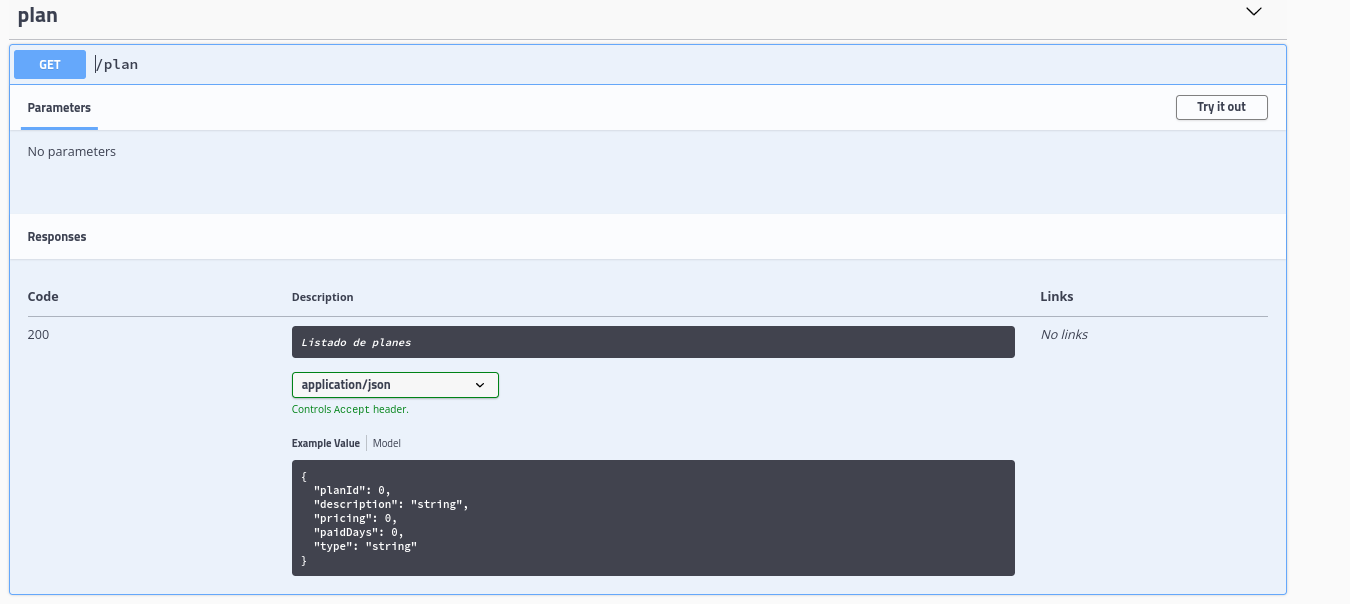 plan
GET /plan
Parameters Try it out
No parameters
Responses
Code Description Links
200 Listado de planes No links
application/json
Controls Accept header.
Example Value Model
{
"planId": 0,
"description": "string",
"pricing": 0,
"paidDays": 0,
"type": "string"
}